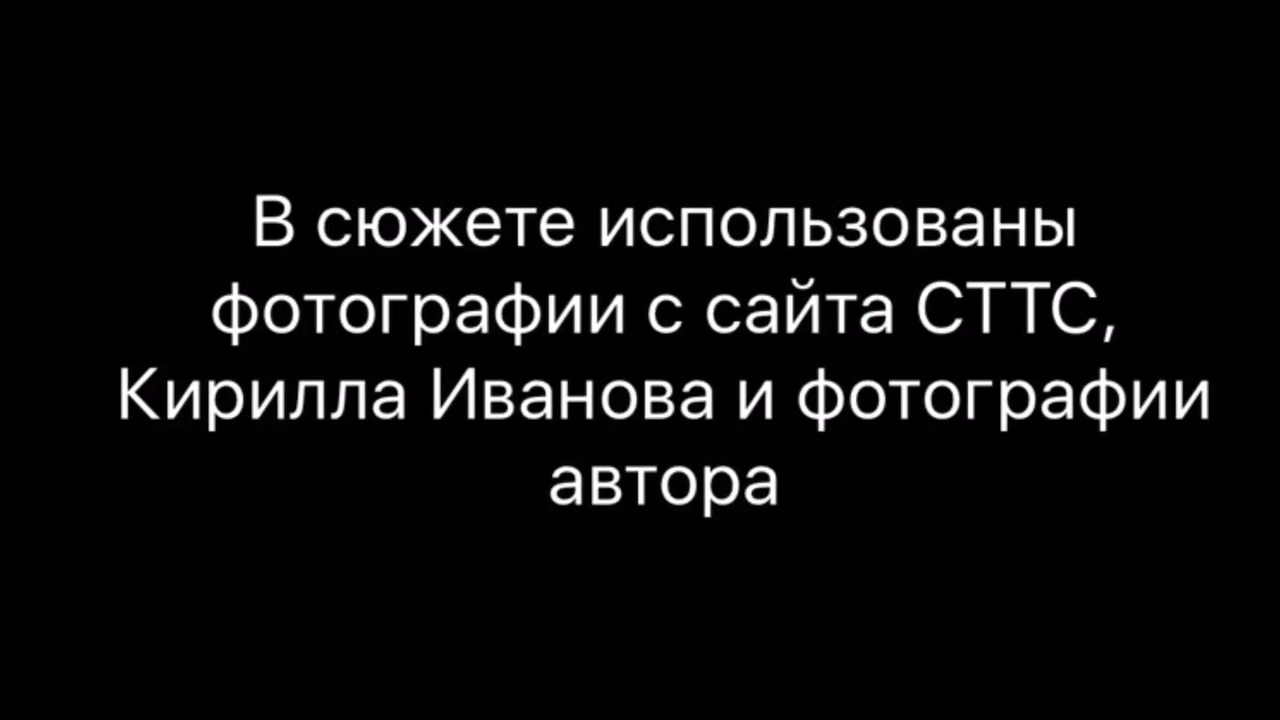 В сюжете использованы
фотографии с сайта СТТС,
Кирилла Иванова и фотографии
автора